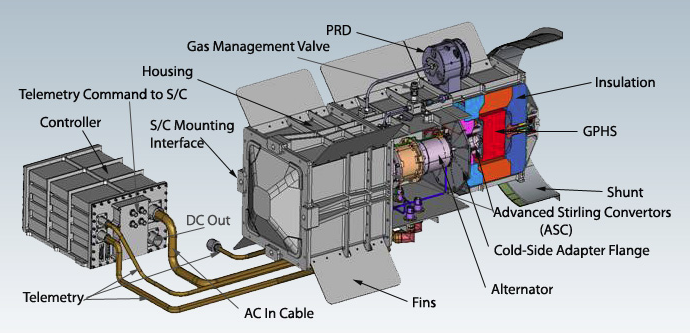 PRD
Gas Management Valve
Housing
Insulation
Telemetry Command to S/C
Controller
S/C Mounting
Interface
GPHS
Shunt
DC Out
Advanced Stirling Convertors
(ASC)
Cold-Side Adapter Flange
Alternator
Telemetry
AC In Cable
Fins